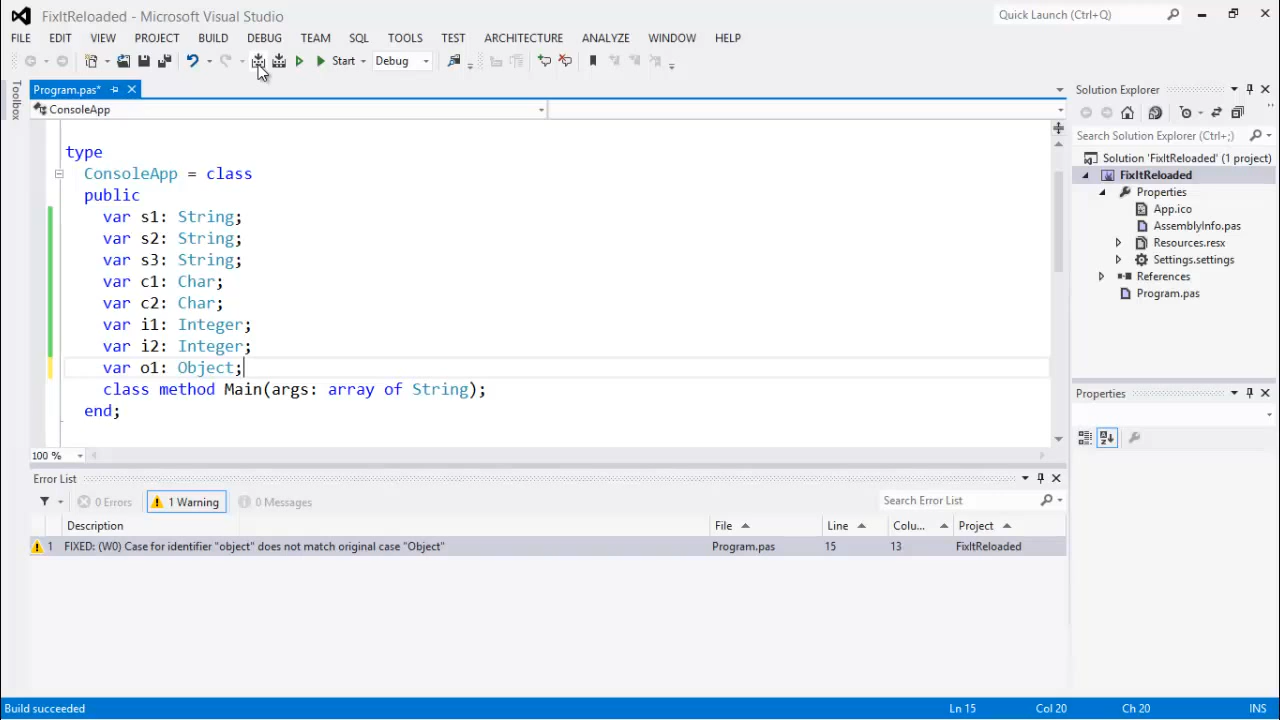 FixItReloaded - Microsoft Visual Studio
Quick Launch (Ctrl+Q)
FILE EDIT VIEW PROJECT BUILD DEBUG TEAM SQL TOOLS TEST ARCHITECTURE ANALYZE WINDOW HELP
Start Debug
Toolbox
Program.pas*
ConsoleApp
type
ConsoleApp = class
public
var s1: String;
var s2: String;
var s3: String;
var c1: Char;
var c2: Char;
var i1: Integer;
var i2: Integer;
var o1: Object;
class method Main(args: array of String);
end;
100 %
Solution Explorer
Search Solution Explorer (Ctrl+;)
Solution 'FixItReloaded' (1 project)
FixItReloaded
Properties
App.ico
AssemblyInfo.pas
Resources.resx
Settings.settings
References
Program.pas
Properties
Error List
0 Errors 1 Warning 0 Messages
Search Error List
Description File Line Colu... Project
1 FIXED: (W0) Case for identifier "object" does not match original case "Object" Program.pas 15 13 FixItReloaded
Build succeeded Ln 15 Col 20 Ch 20 INS